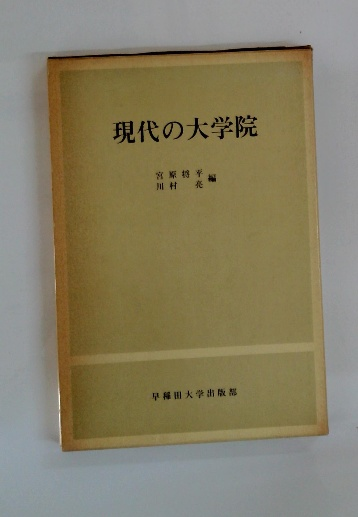 現代の大学院
宮原将平
川村亮 編
早稲田大学出版部